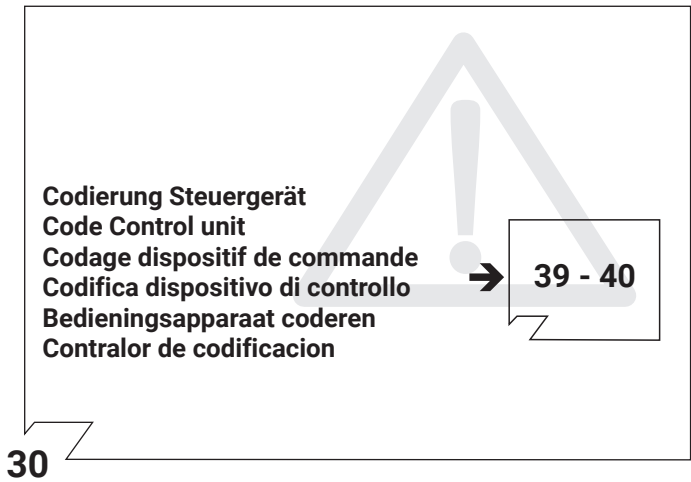 Codierung Steuergerät
Code Control unit
Codage dispositif de commande
Codifica dispositivo di controllo
Bedieningsapparaat coderen
Contralor de codificacion
➔ 39 - 40
30